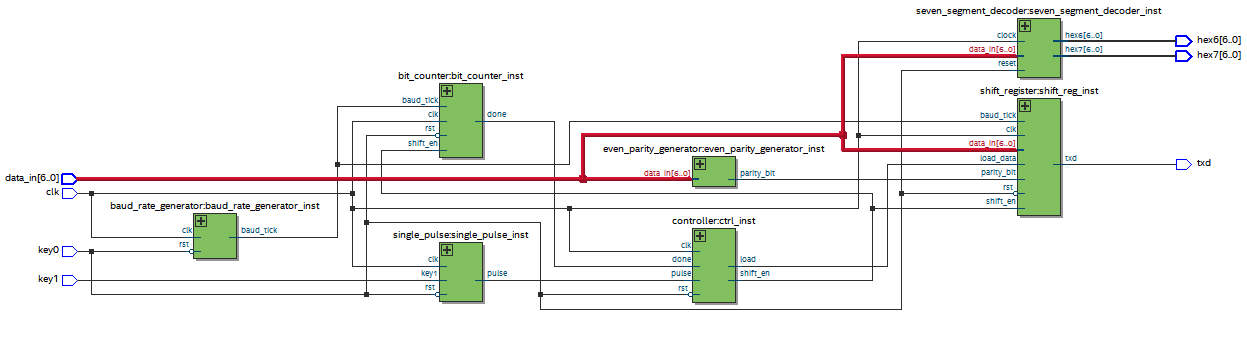 seven_segment_decoder:seven_segment_decoder_inst
clock
data_in[6..0]
reset
hex6[6..0]
hex7[6..0]
hex6[6..0]
hex7[6..0]
bit_counter:bit_counter_inst
baud_tick
clk
rst
shift_en
done
shift_register:shift_reg_inst
baud_tick
clk
data_in[6..0]
load_data
parity_bit
rst
shift_en
txd
txd
even_parity_generator:even_parity_generator_inst
data_in[6..0]
parity_bit
data_in[6..0]
clk
baud_rate_generator:baud_rate_generator_inst
clk
rst
baud_tick
key0
key1
single_pulse:single_pulse_inst
clk
key1
rst
pulse
controller:ctrl_inst
clk
done
pulse
rst
load
shift_en